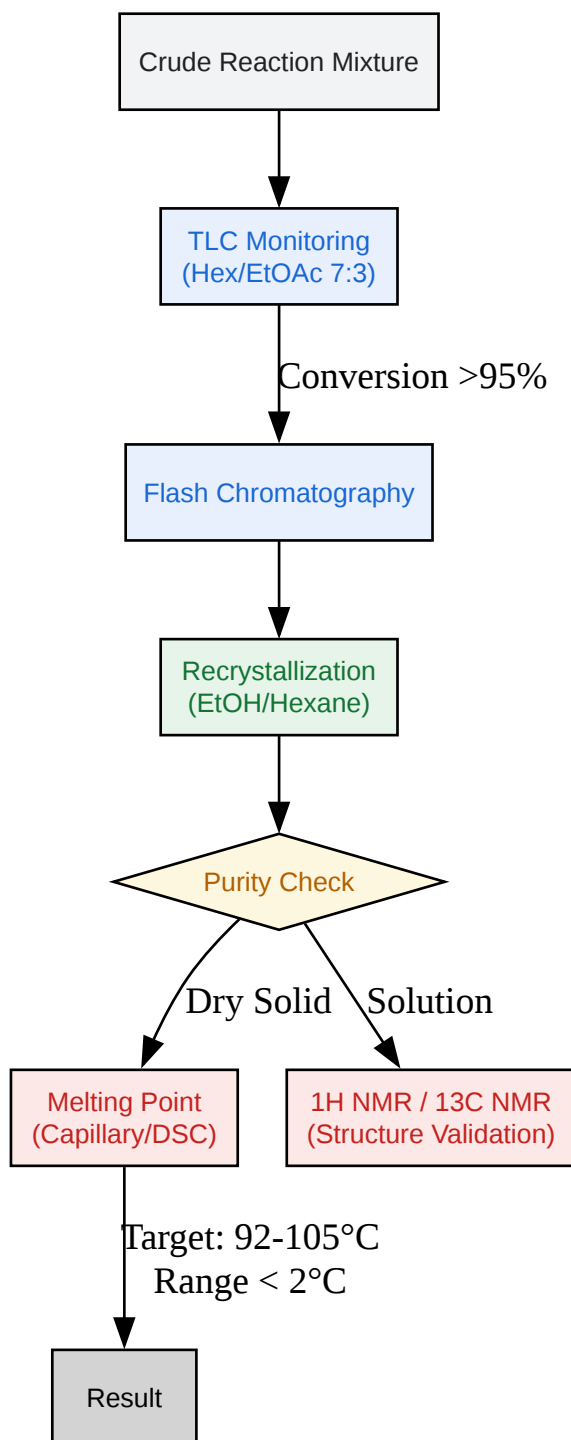 Crude Reaction Mixture
TLC Monitoring
(Hex/EtOAc 7:3)
Conversion >95%
Flash Chromatography
Recrystallization
(EtOH/Hexane)
Purity Check
Dry Solid
Solution
Melting Point
(Capillary/DSC)
1H NMR / 13C NMR
(Structure Validation)
Target: 92-105°C
Range < 2°C
Result